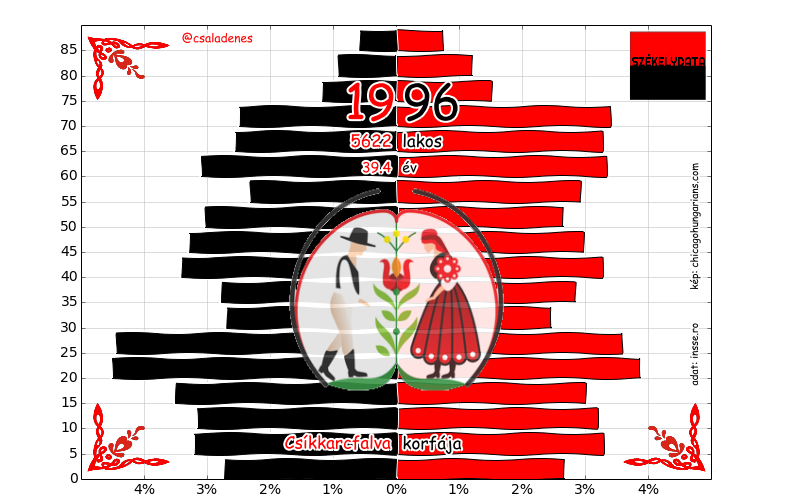 @csaladenes
SZÉKELYDATA
1996
5622 lakos
39.4 év
kép: chicagohungarians.com
adat: insse.ro
Csíkkarcfalva korfája
85
80
75
70
65
60
55
50
45
40
35
30
25
20
15
10
5
0
4% 3% 2% 1% 0% 1% 2% 3% 4%